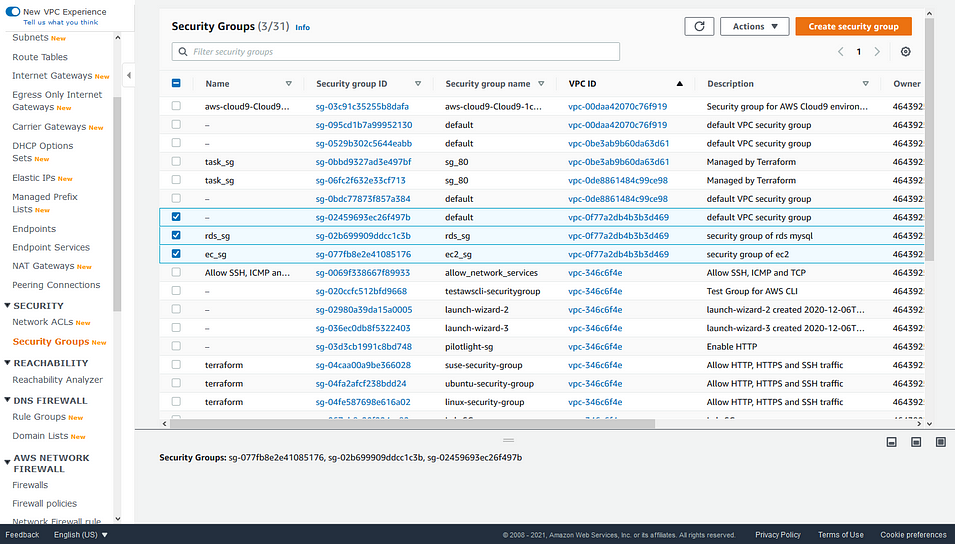 New VPC Experience
Tell us what you think
Subnets New
Route Tables
Internet Gateways New
Egress Only Internet
Gateways New
Carrier Gateways New
DHCP Options
Sets New
Elastic IPs New
Managed Prefix
Lists New
Endpoints
Endpoint Services
NAT Gateways New
Peering Connections
SECURITY
Network ACLs New
Security Groups New
REACHABILITY
Reachability Analyzer
DNS FIREWALL
Rule Groups New
Domain Lists New
AWS NETWORK
FIREWALL
Firewalls
Firewall policies
Network Firewall rule
Security Groups (3/31) Info
Actions
Create security group
Filter security groups
1
Name Security group ID Security group name VPC ID Description Owner
aws-cloud9-Cloud9... sg-03c91c35255b8dafa aws-cloud9-Cloud9-1c... vpc-00daa42070c76f919 Security group for AWS Cloud9 environ... 464392
– sg-095cd1b7a99952130 default vpc-00daa42070c76f919 default VPC security group 464392
– sg-0529b302c5644eabb default vpc-0be3ab9b60da63d61 default VPC security group 464392
task_sg sg-0bbd9327ad3e497bf sg_80 vpc-0be3ab9b60da63d61 Managed by Terraform 464392
task_sg sg-06fc2f632e33cf713 sg_80 vpc-0de8861484c99ce98 Managed by Terraform 464392
– sg-0bdc77873f857a384 default vpc-0de8861484c99ce98 default VPC security group 464392
– sg-02459693ec26f497b default vpc-0f77a2db4b3b3d469 default VPC security group 464392
rds_sg sg-02b699909ddcc1c3b rds_sg vpc-0f77a2db4b3b3d469 security group of rds mysql 464392
ec_sg sg-077fb8e2e41085176 ec2_sg vpc-0f77a2db4b3b3d469 security group of ec2 464392
Allow SSH, ICMP an... sg-0069f338667f89933 allow_network_services vpc-346c6f4e Allow SSH, ICMP and TCP 464392
– sg-020ccfc512bfd9668 testawscli-securitygroup vpc-346c6f4e Test Group for AWS CLI 464392
– sg-02980a39da15a0005 launch-wizard-2 vpc-346c6f4e launch-wizard-2 created 2020-12-06T... 464392
– sg-036ec0db8f5322403 launch-wizard-3 vpc-346c6f4e launch-wizard-3 created 2020-12-06T... 464392
– sg-03d3cb1991c8bd748 pilotlight-sg vpc-346c6f4e Enable HTTP 464392
terraform sg-04caa00a9be366028 suse-security-group vpc-346c6f4e Allow HTTP, HTTPS and SSH traffic 464392
terraform sg-04fa2afcf238bdd24 ubuntu-security-group vpc-346c6f4e Allow HTTP, HTTPS and SSH traffic 464392
terraform sg-04fe587698e616a02 linux-security-group vpc-346c6f4e Allow HTTP, HTTPS and SSH traffic 464392
Security Groups: sg-077fb8e2e41085176, sg-02b699909ddcc1c3b, sg-02459693ec26f497b
Feedback English (US) © 2008 - 2021, Amazon Web Services, Inc. or its affiliates. All rights reserved. Privacy Policy Terms of Use Cookie preferences